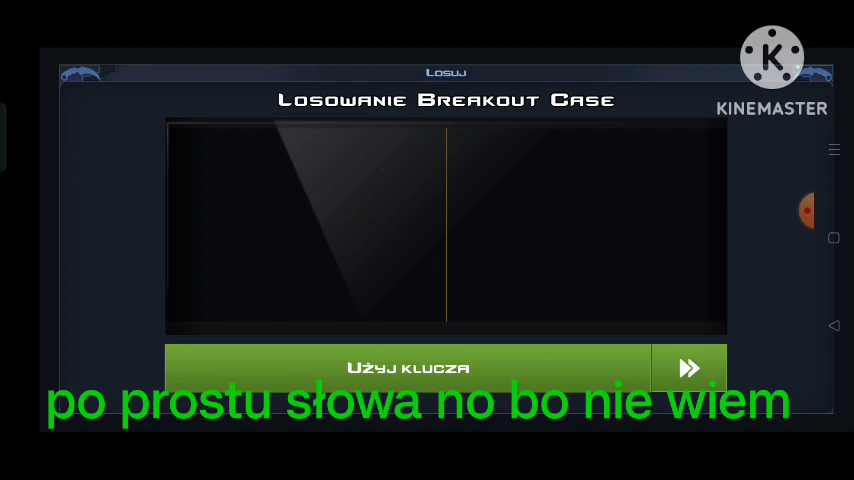 Losuj
Losowanie Breakout Case
K
KINEMASTER
Użyj klucza
po prostu słowa no bo nie wiem